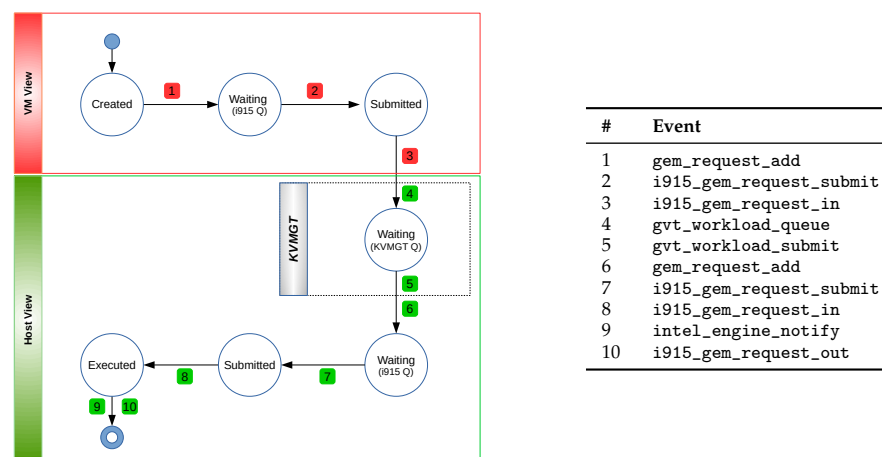 VM View
Created
1
Waiting
(i915 Q)
2
Submitted
3
Host View
KVMGT
4
Waiting
(KVMGT Q)
5
6
Executed
8
Submitted
7
Waiting
(i915 Q)
9 10
# Event
1 gem_request_add
2 i915_gem_request_submit
3 i915_gem_request_in
4 gvt_workload_queue
5 gvt_workload_submit
6 gem_request_add
7 i915_gem_request_submit
8 i915_gem_request_in
9 intel_engine_notify
10 i915_gem_request_out